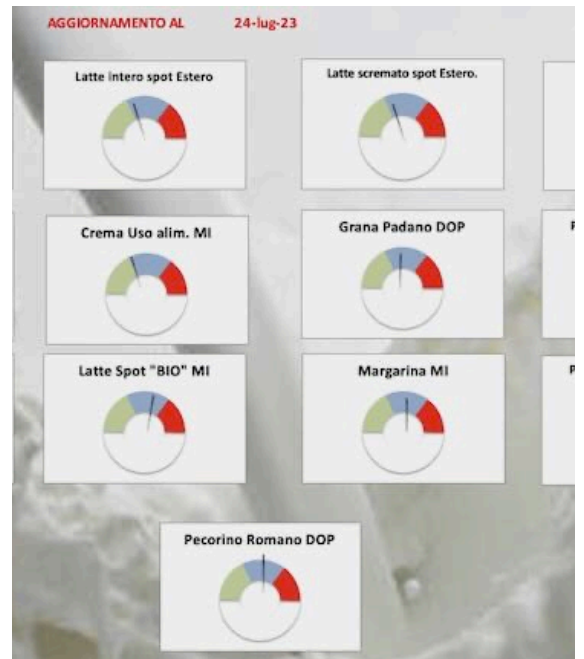 AGGIORNAMENTO AL 24-lug-23
Latte intero spot Estero
Latte scremato spot Estero.
Crema Uso alim. MI
Grana Padano DOP
P
Latte Spot "BIO" MI
Margarina MI
P
Pecorino Romano DOP